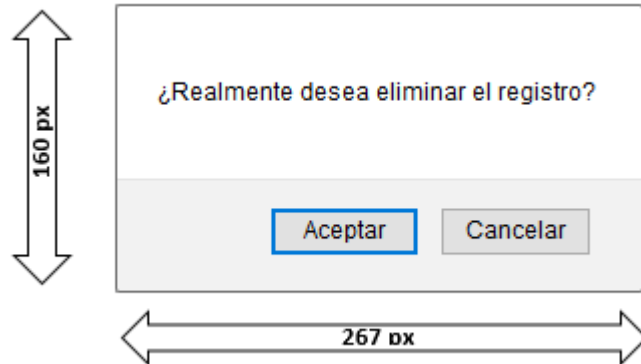 160 px
¿Realmente desea eliminar el registro?
Aceptar Cancelar
267 px